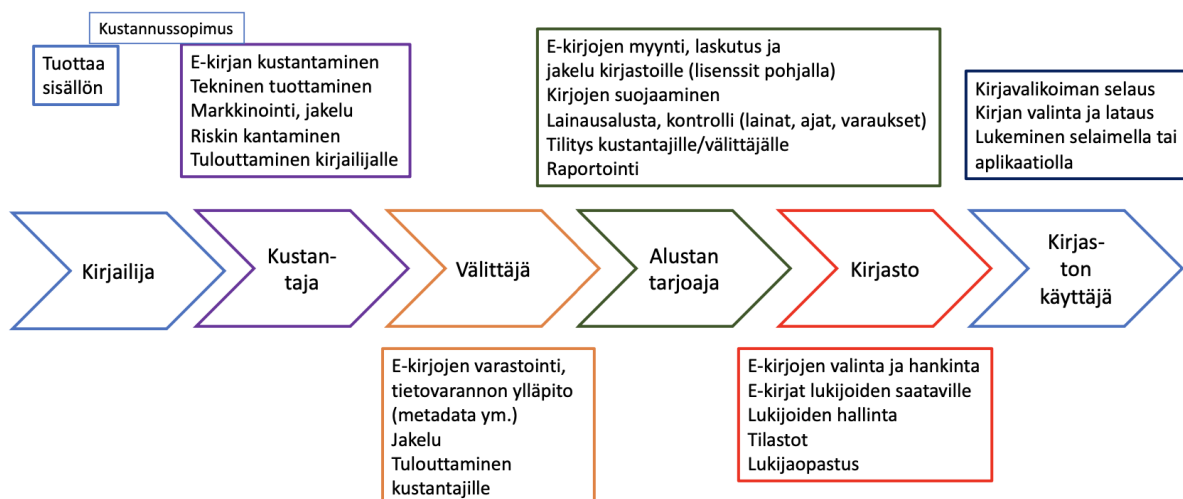 Kustannussopimus
Tuottaa
sisällön
E-kirjan kustantaminen
Tekninen tuottaminen
Markkinointi, jakelu
Riskin kantaminen
Tulouttaminen kirjailijalle
E-kirjojen myynti, laskutus ja
jakelu kirjastoille (lisenssit pohjalla)
Kirjojen suojaaminen
Lainausalusta, kontrolli (lainat, ajat, varaukset)
Tilitys kustantajille/välittäjälle
Raportointi
Kirjavalikoiman selaus
Kirjan valinta ja lataus
Lukeminen selaimella tai
aplikaatiolla
Kirjailija
Kustan-
taja
Välittäjä
Alustan
tarjoaja
Kirjasto
Kirjas-
ton
käyttäjä
E-kirjojen varastointi,
tietovarannon ylläpito
(metadata ym.)
Jakelu
Tulouttaminen
kustantajille
E-kirjojen valinta ja hankinta
E-kirjat lukijoiden saataville
Lukijoiden hallinta
Tilastot
Lukijaopastus